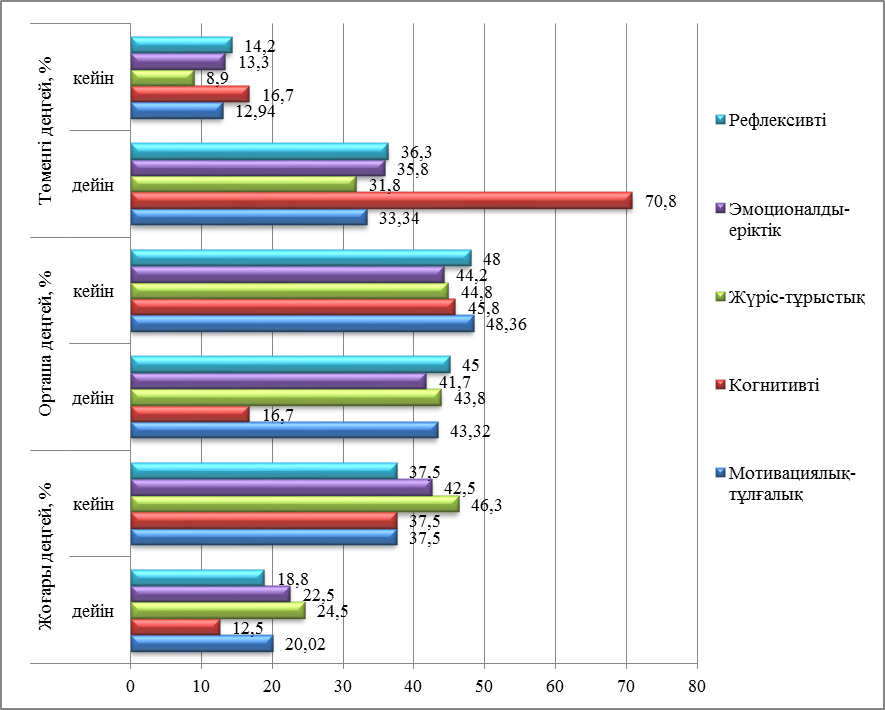 Төменгі деңгей, %
кейін
14,2
13,3
8,9
16,7
12,94
дейін
36,3
35,8
31,8
70,8
33,34
Орташа деңгей, %
кейін
48
44,2
44,8
45,8
48,36
дейін
45
41,7
43,8
16,7
43,32
Жоғары деңгей, %
кейін
37,5
42,5
46,3
37,5
37,5
дейін
18,8
22,5
24,5
12,5
20,02
0 10 20 30 40 50 60 70 80
Рефлексивті
Эмоционалды-
еріктік
Жүріс-тұрыстық
Когнитивті
Мотивациялық-
тұлғалық